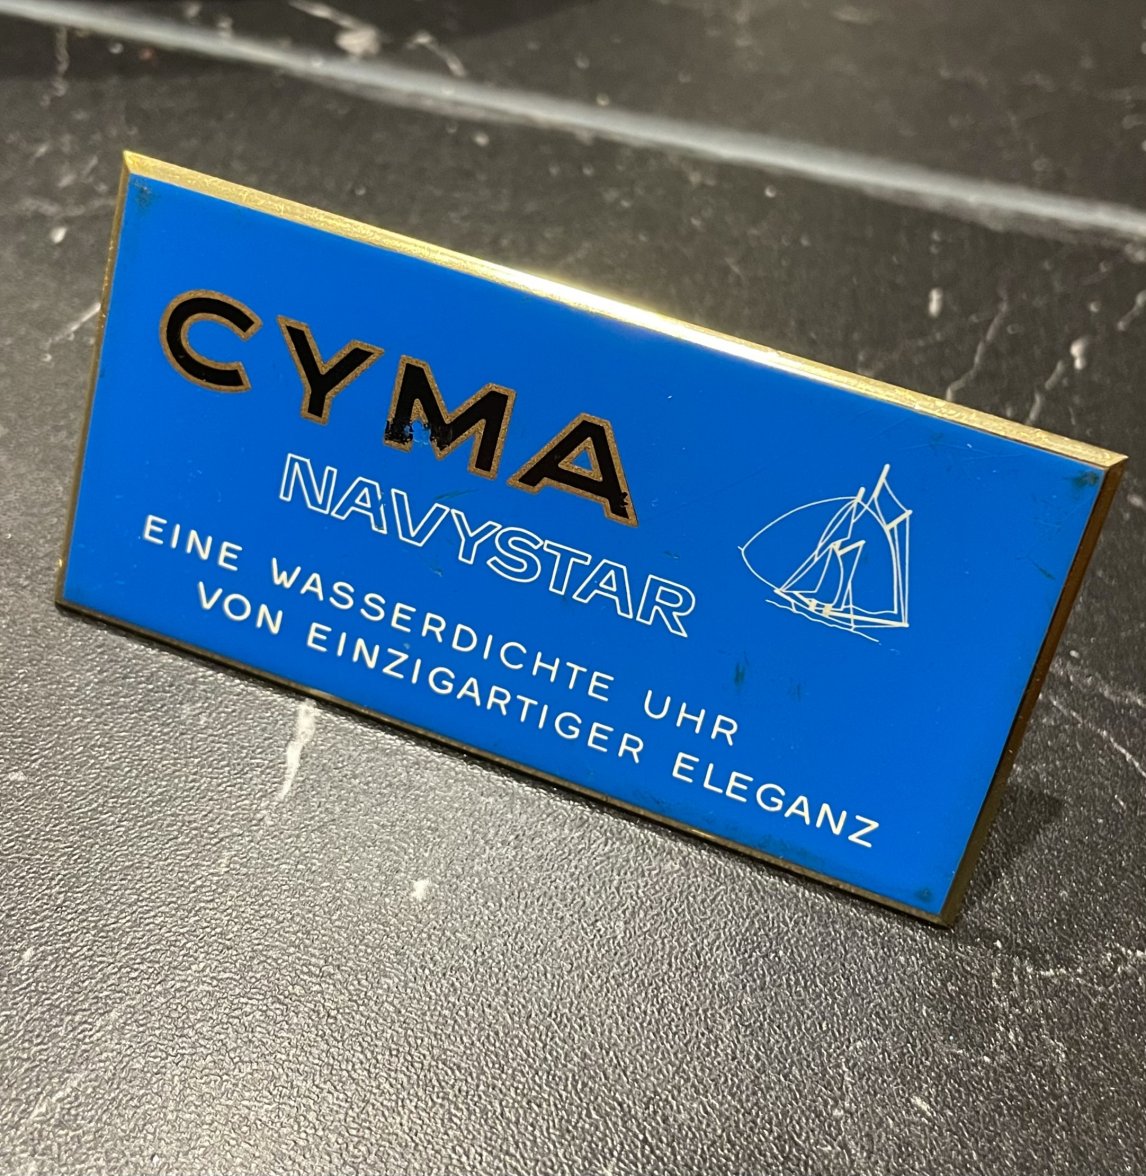 CYMA
NAVYSTAR
EINE WASSERDICHTE UHR
VON EINZIGARTIGER ELEGANZ